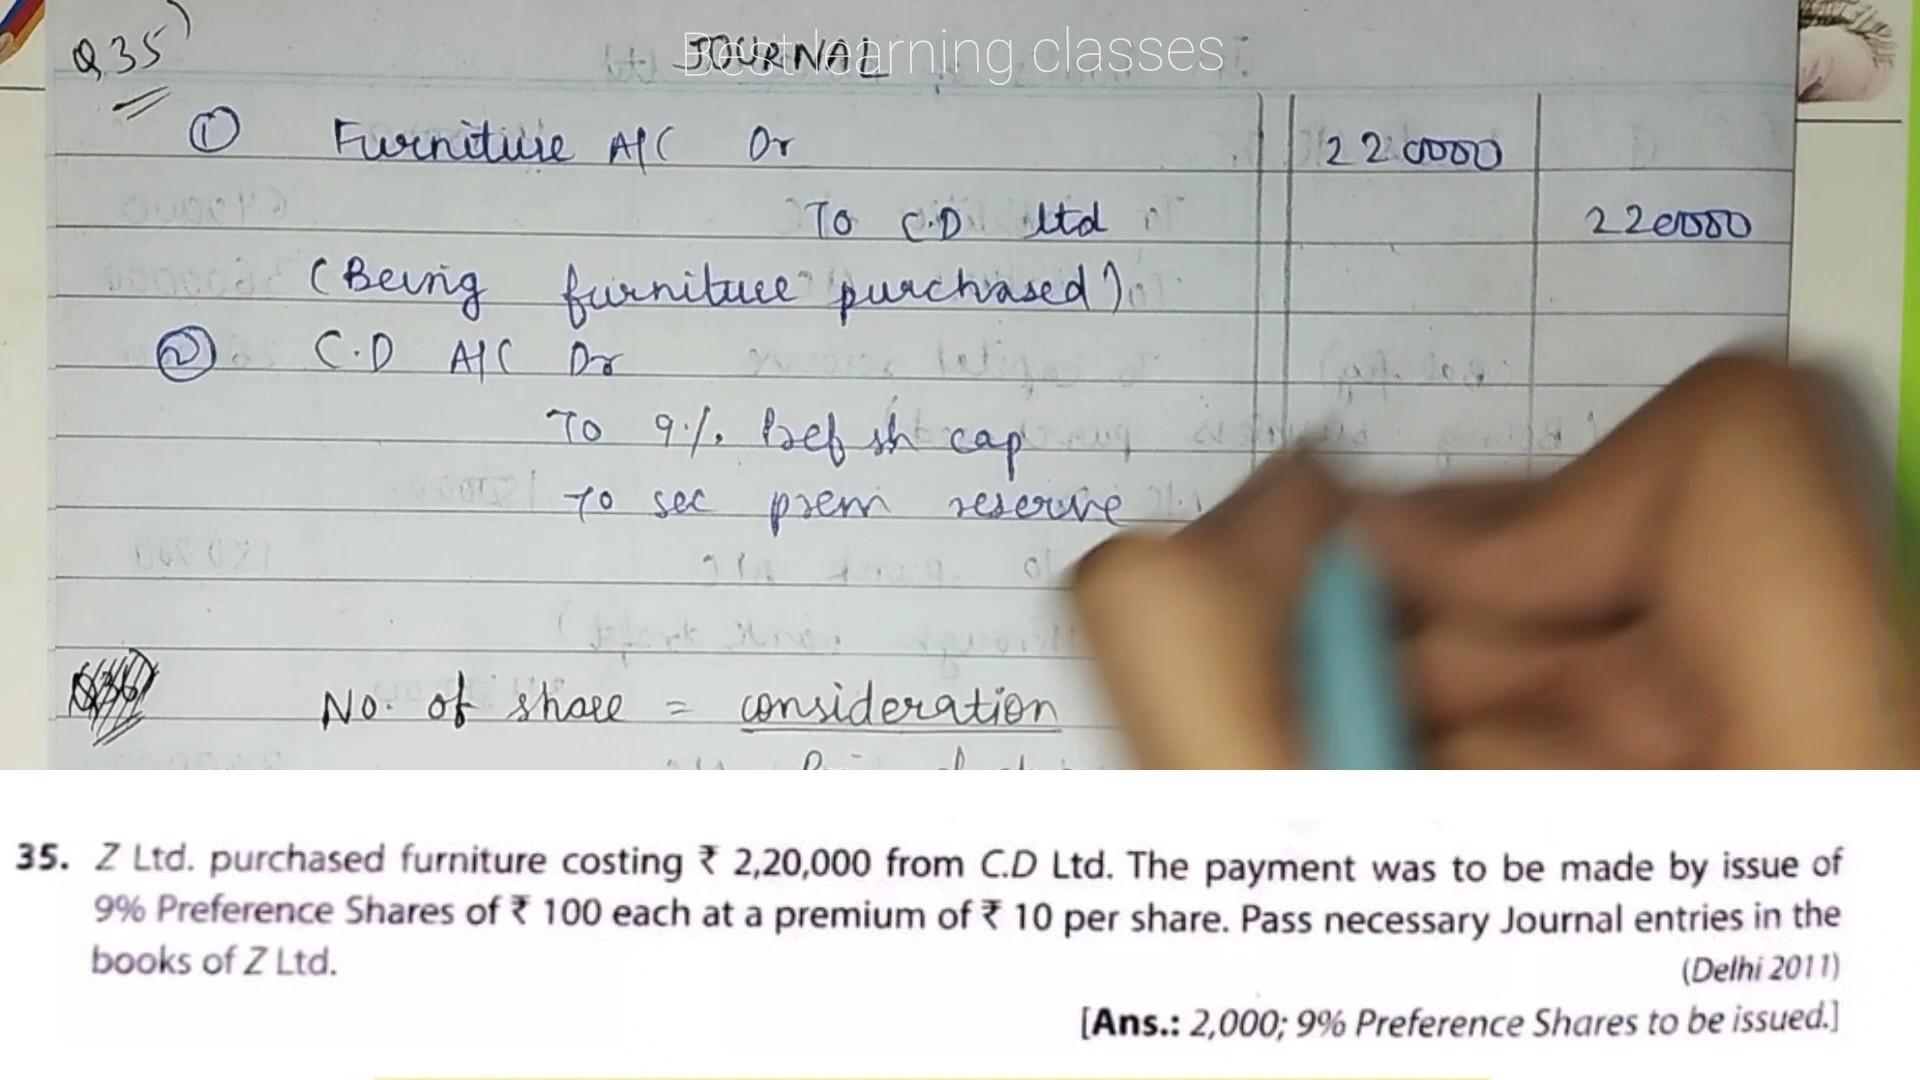 Best learning classes
Q.35)
JOURNAL
① Furniture A/C Dr 220000
To C.D ltd 220000
(Being furniture purchased)
② C.D A/C Dr
To 9% Pref sh cap
To sec prem reserve
No. of share = consideration
35. Z Ltd. purchased furniture costing ₹ 2,20,000 from C.D Ltd. The payment was to be made by issue of
9% Preference Shares of ₹ 100 each at a premium of ₹ 10 per share. Pass necessary Journal entries in the
books of Z Ltd.
(Delhi 2011)
[Ans.: 2,000; 9% Preference Shares to be issued.]